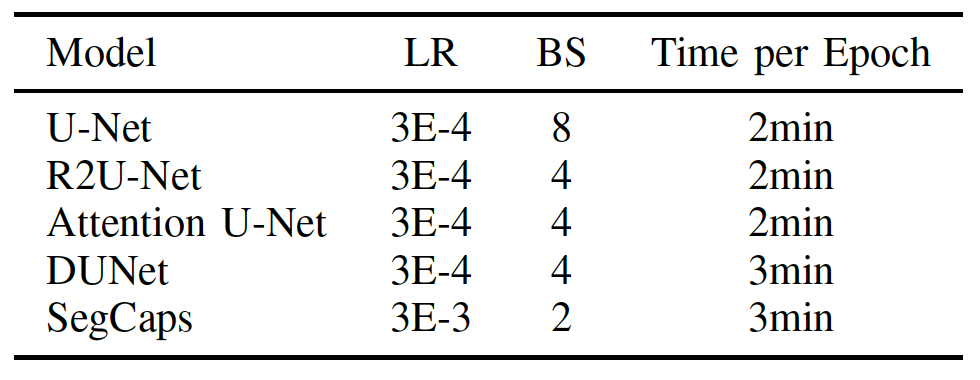 Model LR BS Time per Epoch
U-Net 3E-4 8 2min
R2U-Net 3E-4 4 2min
Attention U-Net 3E-4 4 2min
DUNet 3E-4 4 3min
SegCaps 3E-3 2 3min